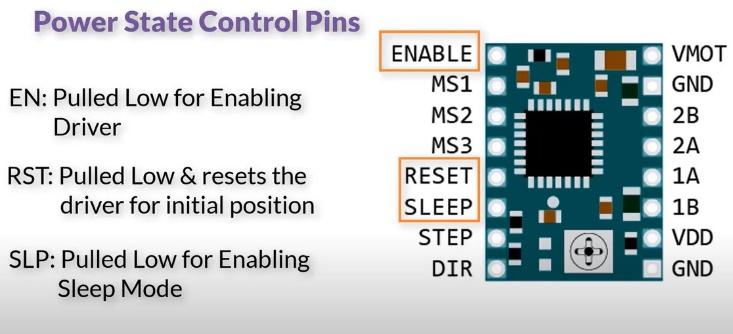 Power State Control Pins
EN: Pulled Low for Enabling
Driver
RST: Pulled Low & resets the
driver for initial position
SLP: Pulled Low for Enabling
Sleep Mode
ENABLE
MS1
MS2
MS3
RESET
SLEEP
STEP
DIR
VMOT
GND
2B
2A
1A
1B
VDD
GND